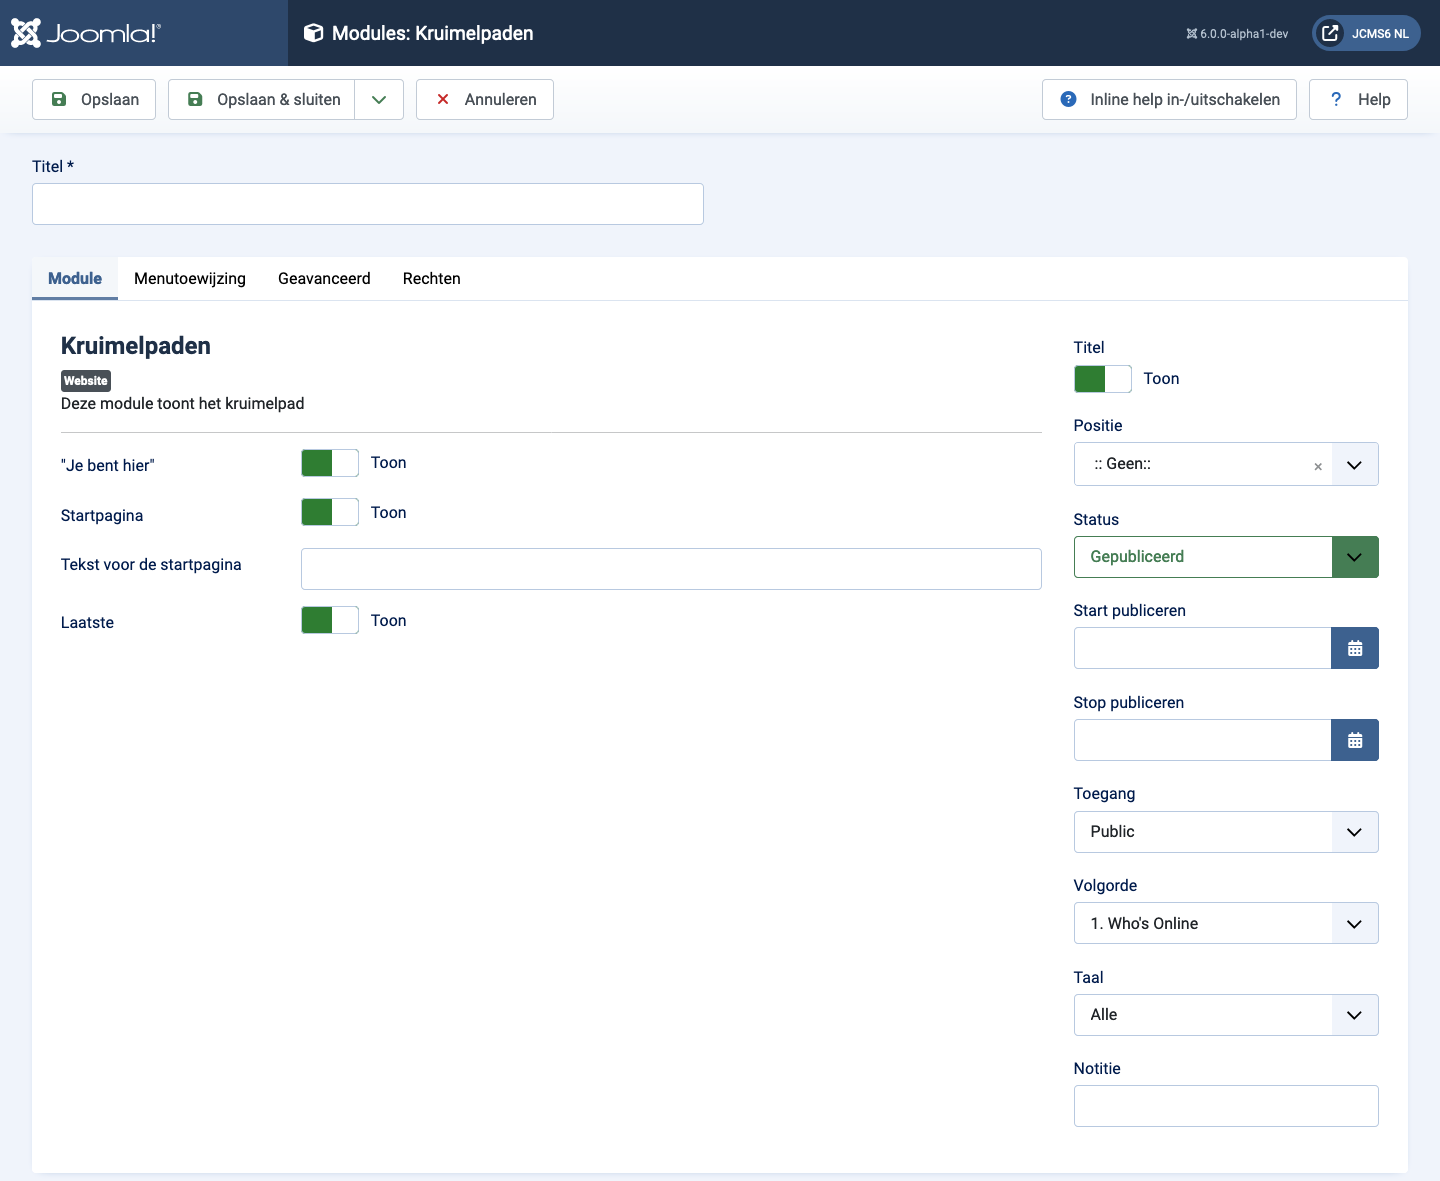 Joomla!®
Modules: Kruimelpaden
6.0.0-alpha1-dev
JCMS6 NL
Opslaan
Opslaan & sluiten
Annuleren
Inline help in-/uitschakelen
? Help
Titel *
Module
Menutoewijzing
Geavanceerd
Rechten
Kruimelpaden
Website
Deze module toont het kruimelpad
"Je bent hier"
Toon
Startpagina
Toon
Tekst voor de startpagina
Laatste
Toon
Titel
Toon
Positie
:: Geen::
×
Status
Gepubliceerd
Start publiceren
Stop publiceren
Toegang
Public
Volgorde
1. Who's Online
Taal
Alle
Notitie